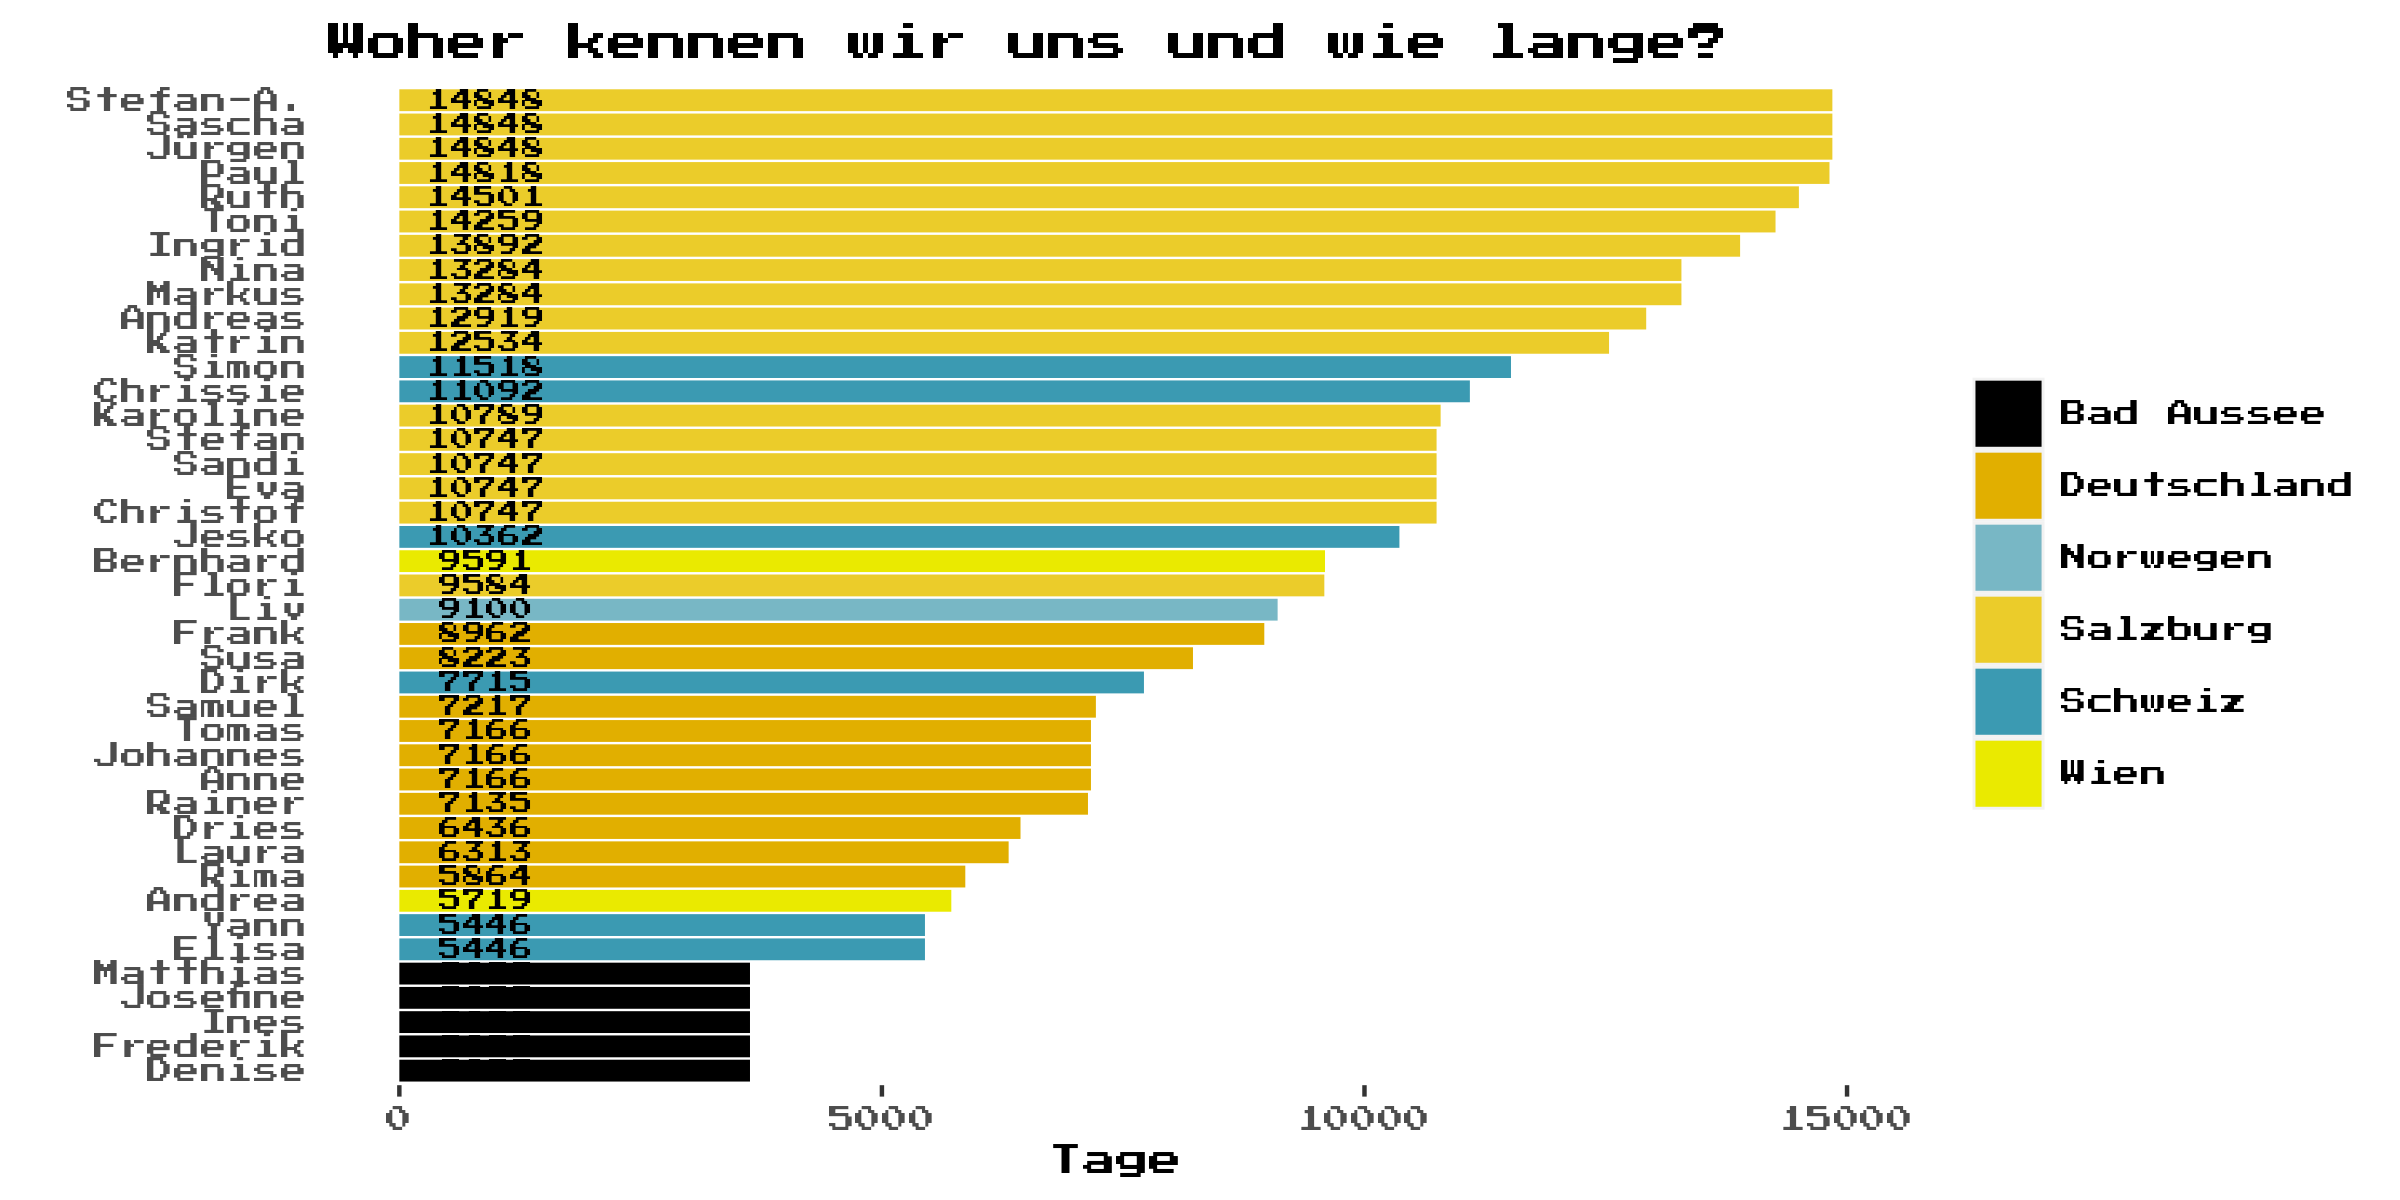 Woher kennen wir uns und wie lange?
Stefan-A. 14848
Sascha 14848
Jürgen 14848
Paul 14818
Ruth 14501
Toni 14259
Ingrid 13892
Nina 13284
Markus 13284
Andreas 12919
Katrin 12534
Simon 11518
Chrissie 11092
Karoline 10789
Stefan 10747
Sandi 10747
Eva 10747
Christof 10747
Jesko 10362
Bernhard 9591
Flori 9584
Liv 9100
Frank 8962
Susa 8223
Dirk 7715
Samuel 7217
Tomas 7166
Johannes 7166
Anne 7166
Rainer 7135
Dries 6436
Laura 6313
Rima 5864
Andrea 5719
Yann 5446
Elisa 5446
Matthias
Josefine
Ines
Frederik
Denise
0 5000 10000 15000
Tage
Bad Aussee
Deutschland
Norwegen
Salzburg
Schweiz
Wien